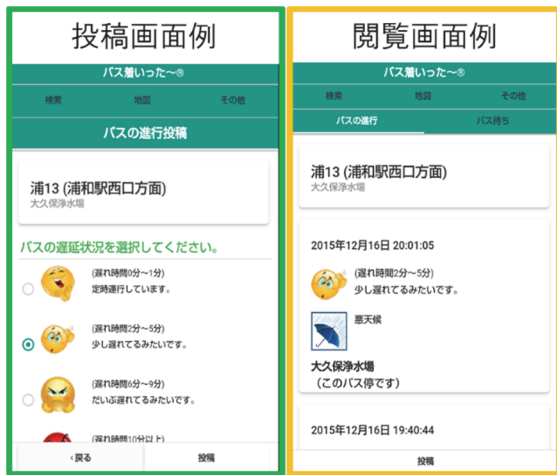 投稿画面例
バス着いった～®
検索 地図 その他
バスの進行投稿
浦13 (浦和駅西口方面)
大久保浄水場
バスの遅延状況を選択してください。
(遅れ時間0分～1分)
定時運行しています。
(遅れ時間2分～5分)
少し遅れてるみたいです。
(遅れ時間6分～9分)
だいぶ遅れてるみたいです。
(遅れ時間10分以上)
‹戻る 投稿
閲覧画面例
バス着いった～®
検索 地図 その他
バスの進行 バス待ち
浦13 (浦和駅西口方面)
大久保浄水場
2015年12月16日 20:01:05
(遅れ時間2分～5分)
少し遅れてるみたいです。
悪天候
大久保浄水場
（このバス停です）
2015年12月16日 19:40:44
投稿